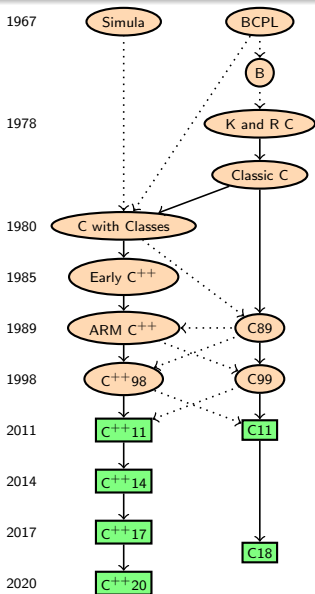 1967 Simula BCPL
B
1978 K and R C
Classic C
1980 C with Classes
1985 Early C++
1989 ARM C++ C89
1998 C++98 C99
2011 C++11 C11
2014 C++14
2017 C++17
C18
2020 C++20